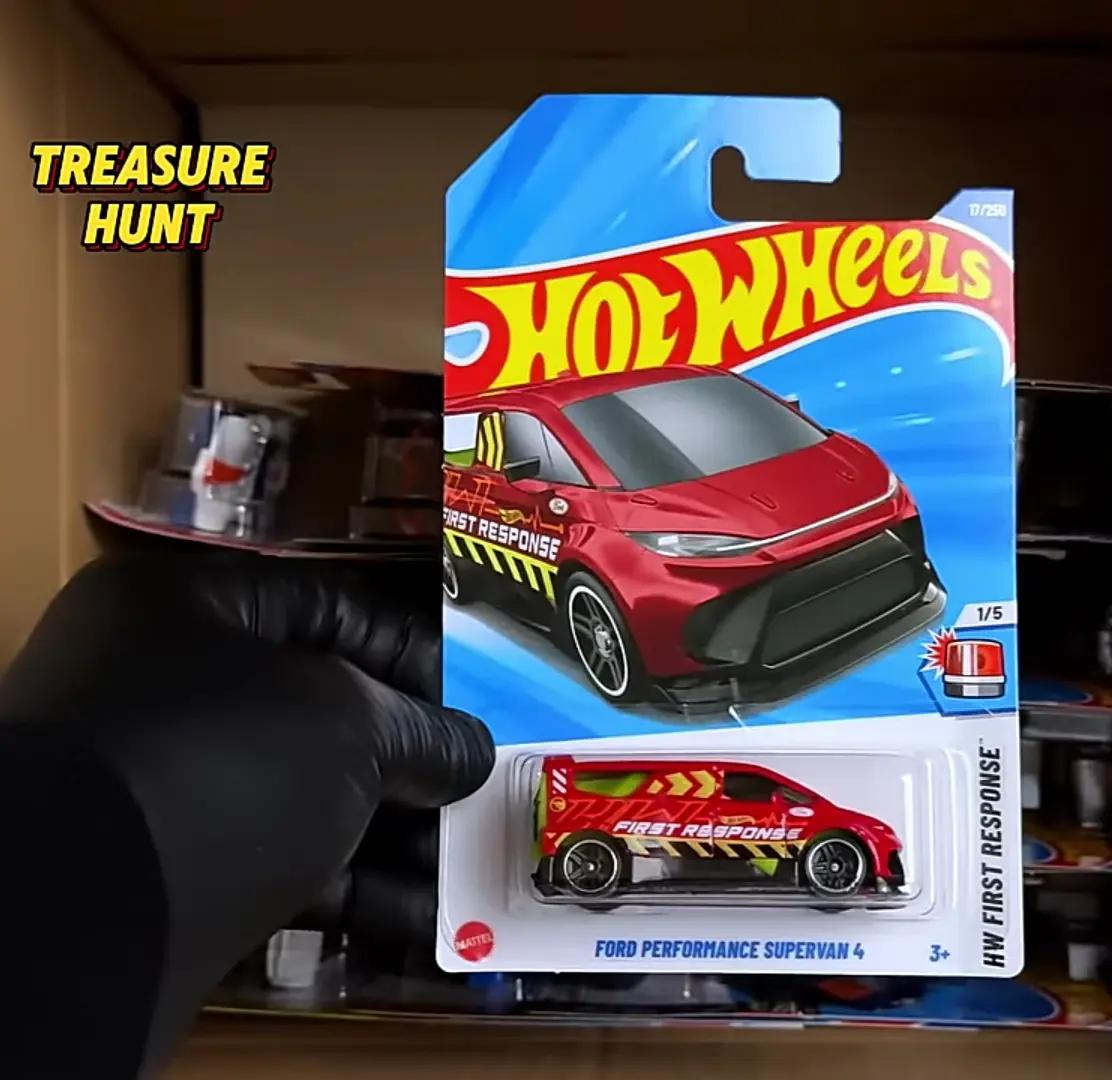 TREASURE
HUNT
17/250
HOT WHEELS
FIRST RESPONSE
1/5
HW FIRST RESPONSE™
FIRST RESPONSE
MATTEL
FORD PERFORMANCE SUPERVAN 4
3+